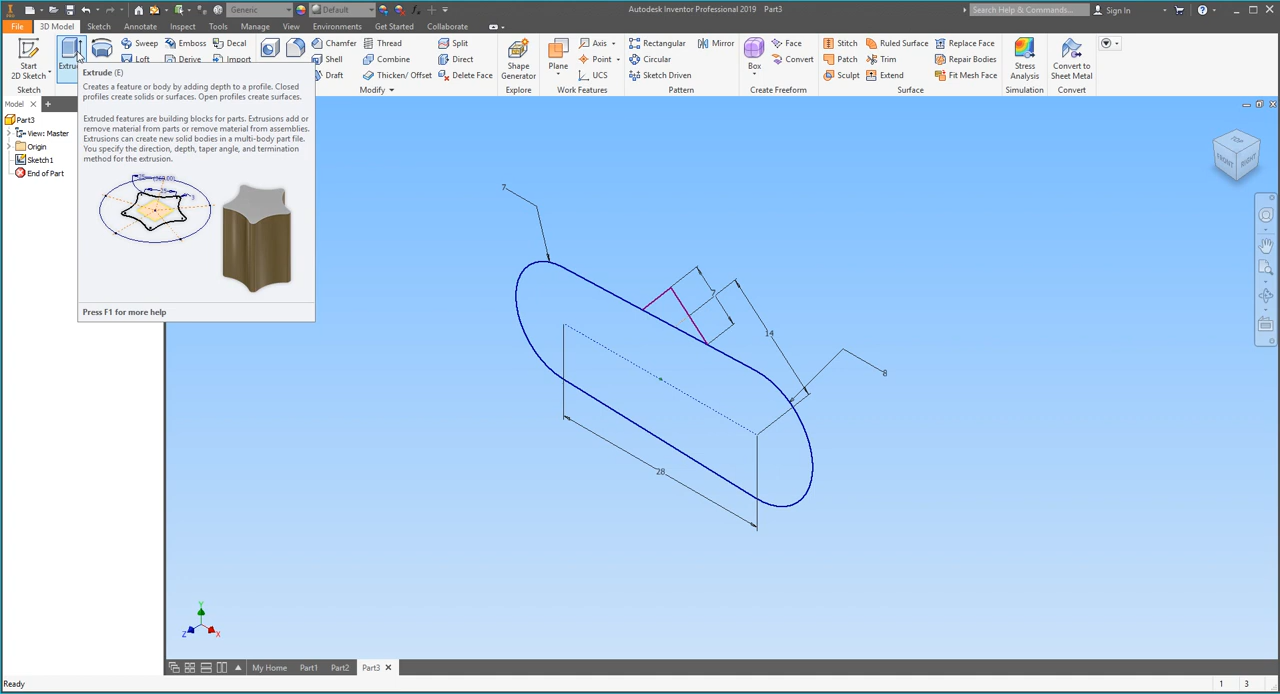 PRO
Generic
Default
Autodesk Inventor Professional 2019 Part3
Search Help & Commands...
Sign In
File 3D Model Sketch Annotate Inspect Tools Manage View Environments Get Started Collaborate
Start
2D Sketch
Sketch
Sweep
Emboss
Decal
Loft
Derive
Import
Chamfer
Thread
Split
Combine
Direct
Draft
Thicken/ Offset
Delete Face
Modify
Shape
Generator
Explore
Plane
Axis
Point
UCS
Work Features
Rectangular
Mirror
Circular
Sketch Driven
Pattern
Box
Face
Convert
Create Freeform
Stitch
Ruled Surface
Replace Face
Patch
Trim
Repair Bodies
Sculpt
Extend
Fit Mesh Face
Surface
Stress
Analysis
Simulation
Convert to
Sheet Metal
Convert
Extrude (E)
Creates a feature or body by adding depth to a profile. Closed
profiles create solids or surfaces. Open profiles create surfaces.
Extruded features are building blocks for parts. Extrusions add or
remove material from parts or remove material from assemblies.
Extrusions can create new solid bodies in a multi-body part file.
You specify the direction, depth, taper angle, and termination
method for the extrusion.
Press F1 for more help
Model
Part3
View: Master
Origin
Sketch1
End of Part
TOP
FRONT
RIGHT
7
7
14
8
28
Y
Z
X
My Home Part1 Part2 Part3
Ready
1 3